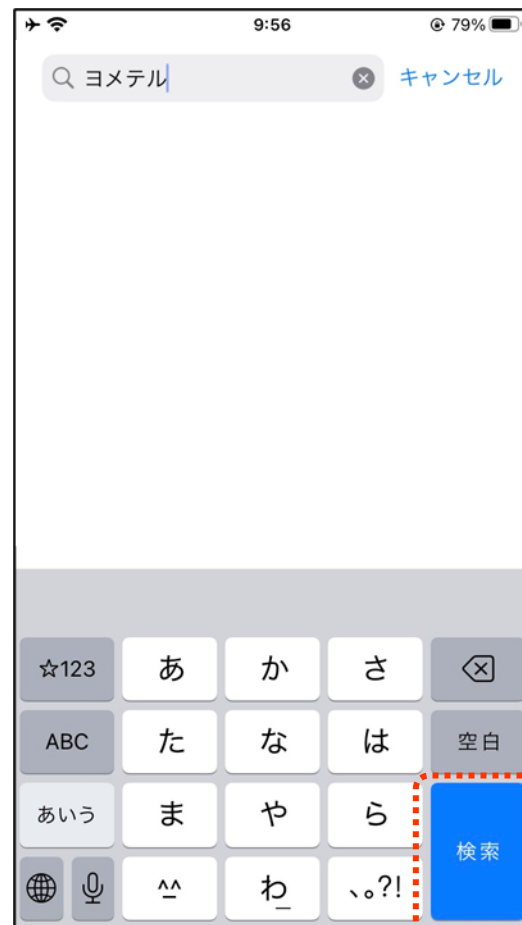 9:56
79%
ヨメテル キャンセル
☆123 あ か さ
ABC た な は 空白
あいう ま や ら 検索
^^ わ_ 、。?!